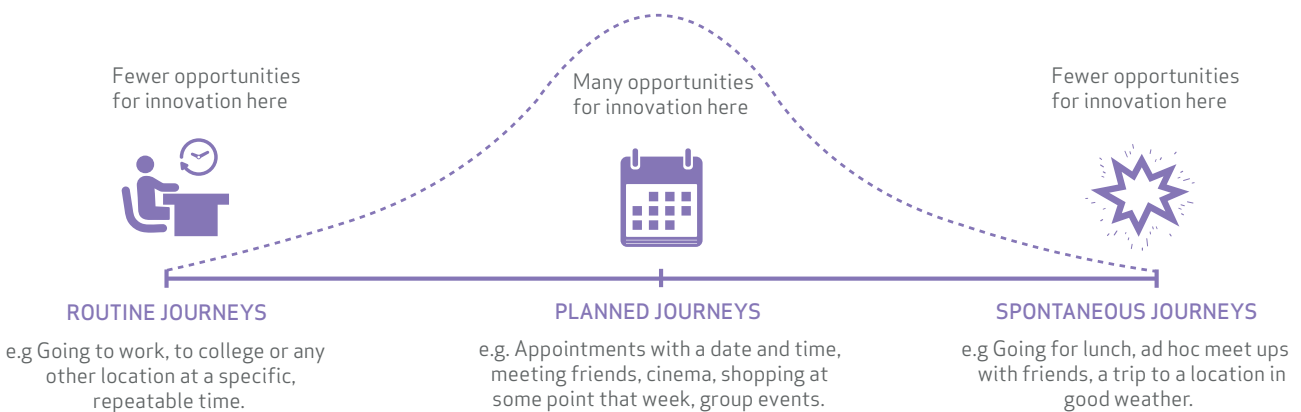 Fewer opportunities
for innovation here
Many opportunities
for innovation here
Fewer opportunities
for innovation here
ROUTINE JOURNEYS
e.g Going to work, to college or any
other location at a specific,
repeatable time.
PLANNED JOURNEYS
e.g. Appointments with a date and time,
meeting friends, cinema, shopping at
some point that week, group events.
SPONTANEOUS JOURNEYS
e.g Going for lunch, ad hoc meet ups
with friends, a trip to a location in
good weather.